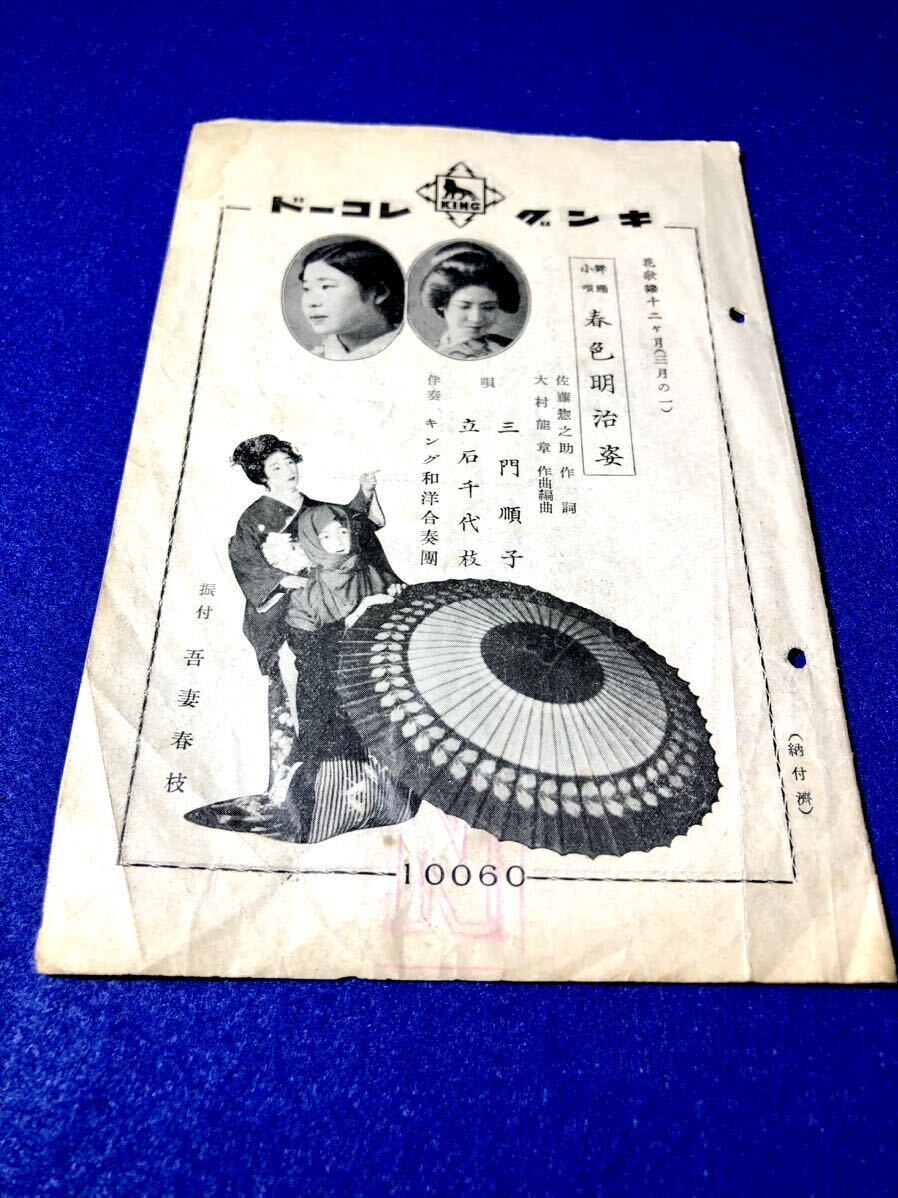 キング レコード
KING
花歌舞十二ヶ月(三月の一)
舞踊
小唄
春色明治姿
佐藤惣之助 作詞
大村能章 作曲編曲
唄
三門順子
立石千代枝
伴奏 キング和洋合奏團
振付 吾妻春枝
(納付濟)
10060